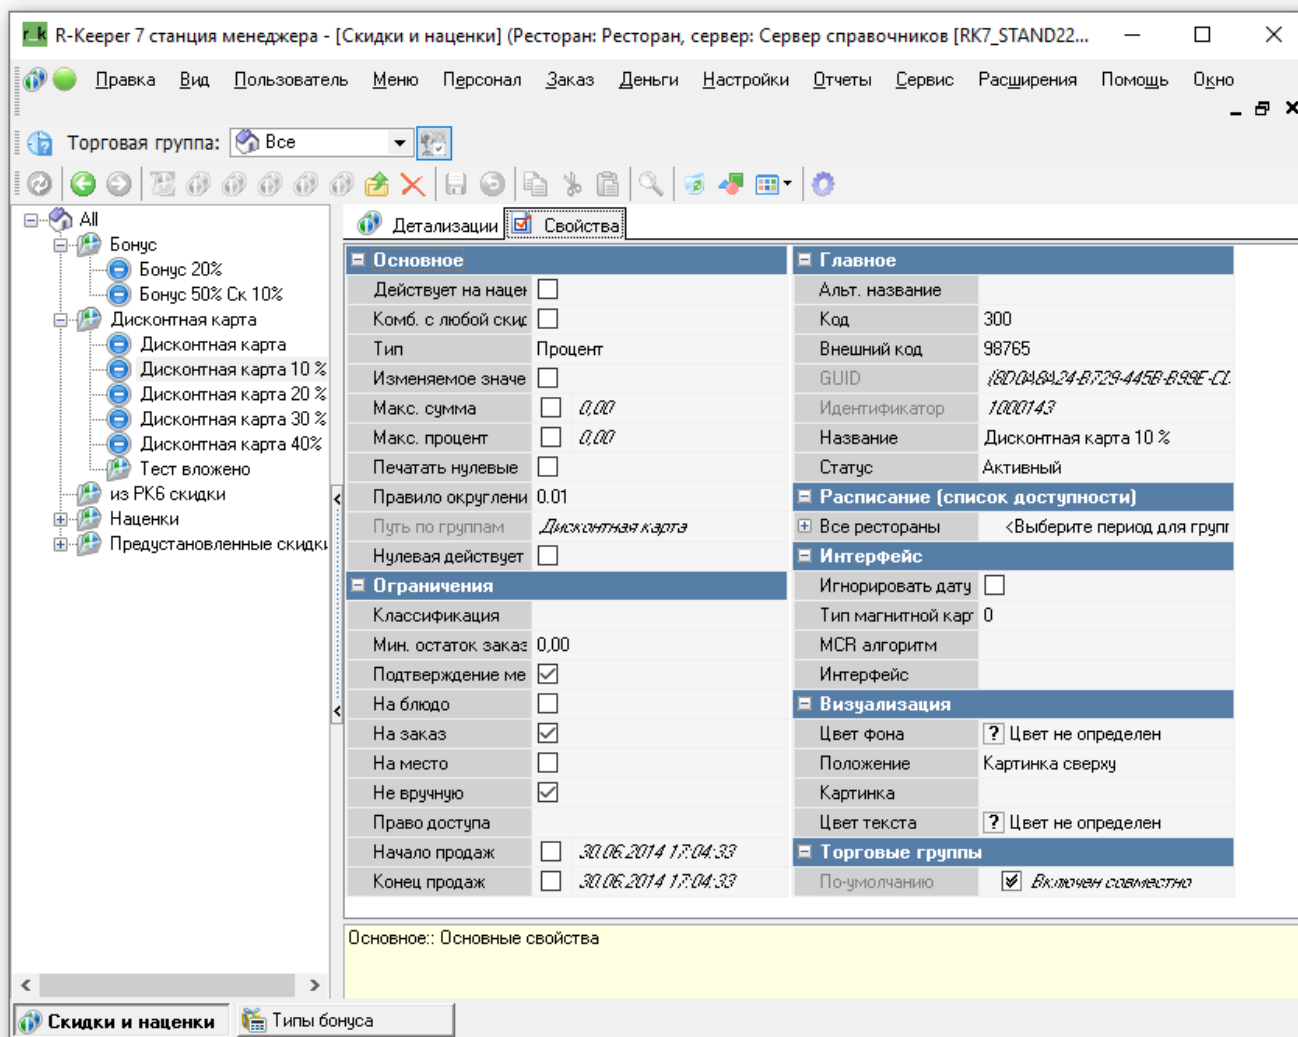 r_k R-Keeper 7 станция менеджера - [Скидки и наценки] (Ресторан: Ресторан, сервер: Сервер справочников [RK7_STAND22...
Правка Вид Пользователь Меню Персонал Заказ Деньги Настройки Отчеты Сервис Расширения Помощь Окно
Торговая группа: Все
All
Бонус
Бонус 20%
Бонус 50% Ск 10%
Дисконтная карта
Дисконтная карта
Дисконтная карта 10 %
Дисконтная карта 20 %
Дисконтная карта 30 %
Дисконтная карта 40%
Тест вложено
из РК6 скидки
Наценки
Предустановленные скидки
Детализации Свойства
Основное
Действует на нацен
Комб. с любой скид
Тип Процент
Изменяемое значе
Макс. сумма 0,00
Макс. процент 0,00
Печатать нулевые
Правило округлени 0.01
Путь по группам Дисконтная карта
Нулевая действует
Ограничения
Классификация
Мин. остаток заказ 0,00
Подтверждение ме
На блюдо
На заказ
На место
Не вручную
Право доступа
Начало продаж 30.06.2014 17:04:33
Конец продаж 30.06.2014 17:04:33
Главное
Альт. название
Код 300
Внешний код 98765
GUID {8D0A8A24-B729-445B-B99E-CL
Идентификатор 1000143
Название Дисконтная карта 10 %
Статус Активный
Расписание (список доступности)
Все рестораны <Выберите период для групп
Интерфейс
Игнорировать дату
Тип магнитной кар 0
MCR алгоритм
Интерфейс
Визуализация
Цвет фона ? Цвет не определен
Положение Картинка сверху
Картинка
Цвет текста ? Цвет не определен
Торговые группы
По-умолчанию Включен совместно
Основное:: Основные свойства
Скидки и наценки Типы бонуса